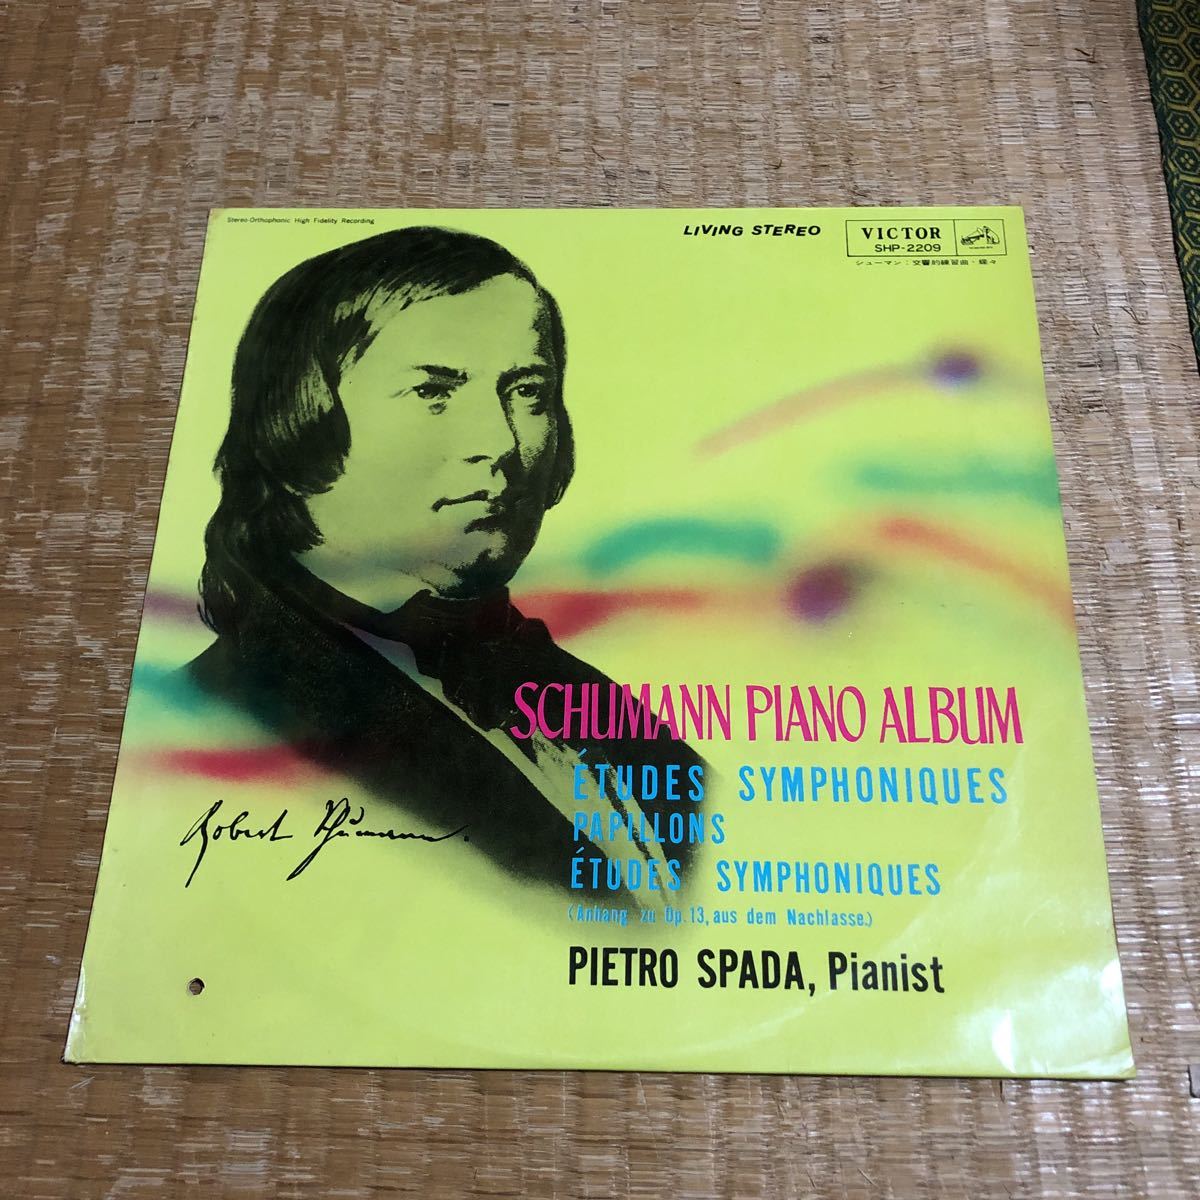 Stereo-Orthophonic High Fidelity Recording
LIVING STEREO
VICTOR
SHP-2209
シューマン：交響的練習曲・蝶々
SCHUMANN PIANO ALBUM
ÉTUDES SYMPHONIQUES
PAPILLONS
ÉTUDES SYMPHONIQUES
(Anhang zu Op.13, aus dem Nachlasse.)
Robert Schumann.
PIETRO SPADA, Pianist